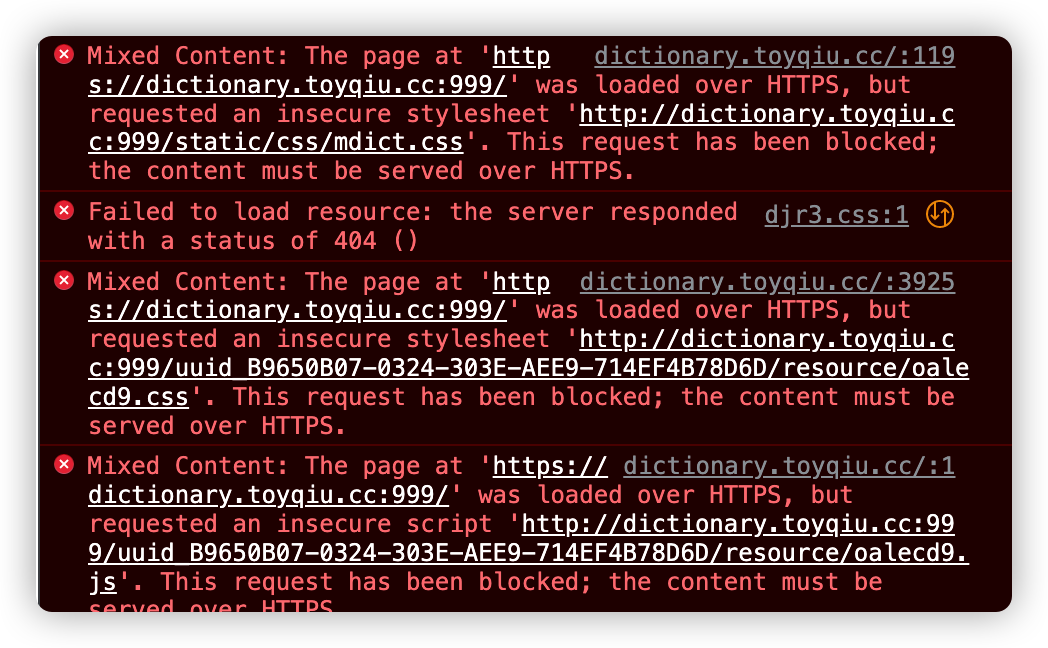 Mixed Content: The page at 'http dictionary.toyqiu.cc/:119
s://dictionary.toyqiu.cc:999/' was loaded over HTTPS, but
requested an insecure stylesheet 'http://dictionary.toyqiu.c
c:999/static/css/mdict.css'. This request has been blocked;
the content must be served over HTTPS.
Failed to load resource: the server responded djr3.css:1
with a status of 404 ()
Mixed Content: The page at 'http dictionary.toyqiu.cc/:3925
s://dictionary.toyqiu.cc:999/' was loaded over HTTPS, but
requested an insecure stylesheet 'http://dictionary.toyqiu.c
c:999/uuid_B9650B07-0324-303E-AEE9-714EF4B78D6D/resource/oale
cd9.css'. This request has been blocked; the content must be
served over HTTPS.
Mixed Content: The page at 'https:// dictionary.toyqiu.cc/:1
dictionary.toyqiu.cc:999/' was loaded over HTTPS, but
requested an insecure script 'http://dictionary.toyqiu.cc:99
9/uuid_B9650B07-0324-303E-AEE9-714EF4B78D6D/resource/oalecd9.
js'. This request has been blocked; the content must be
served over HTTPS